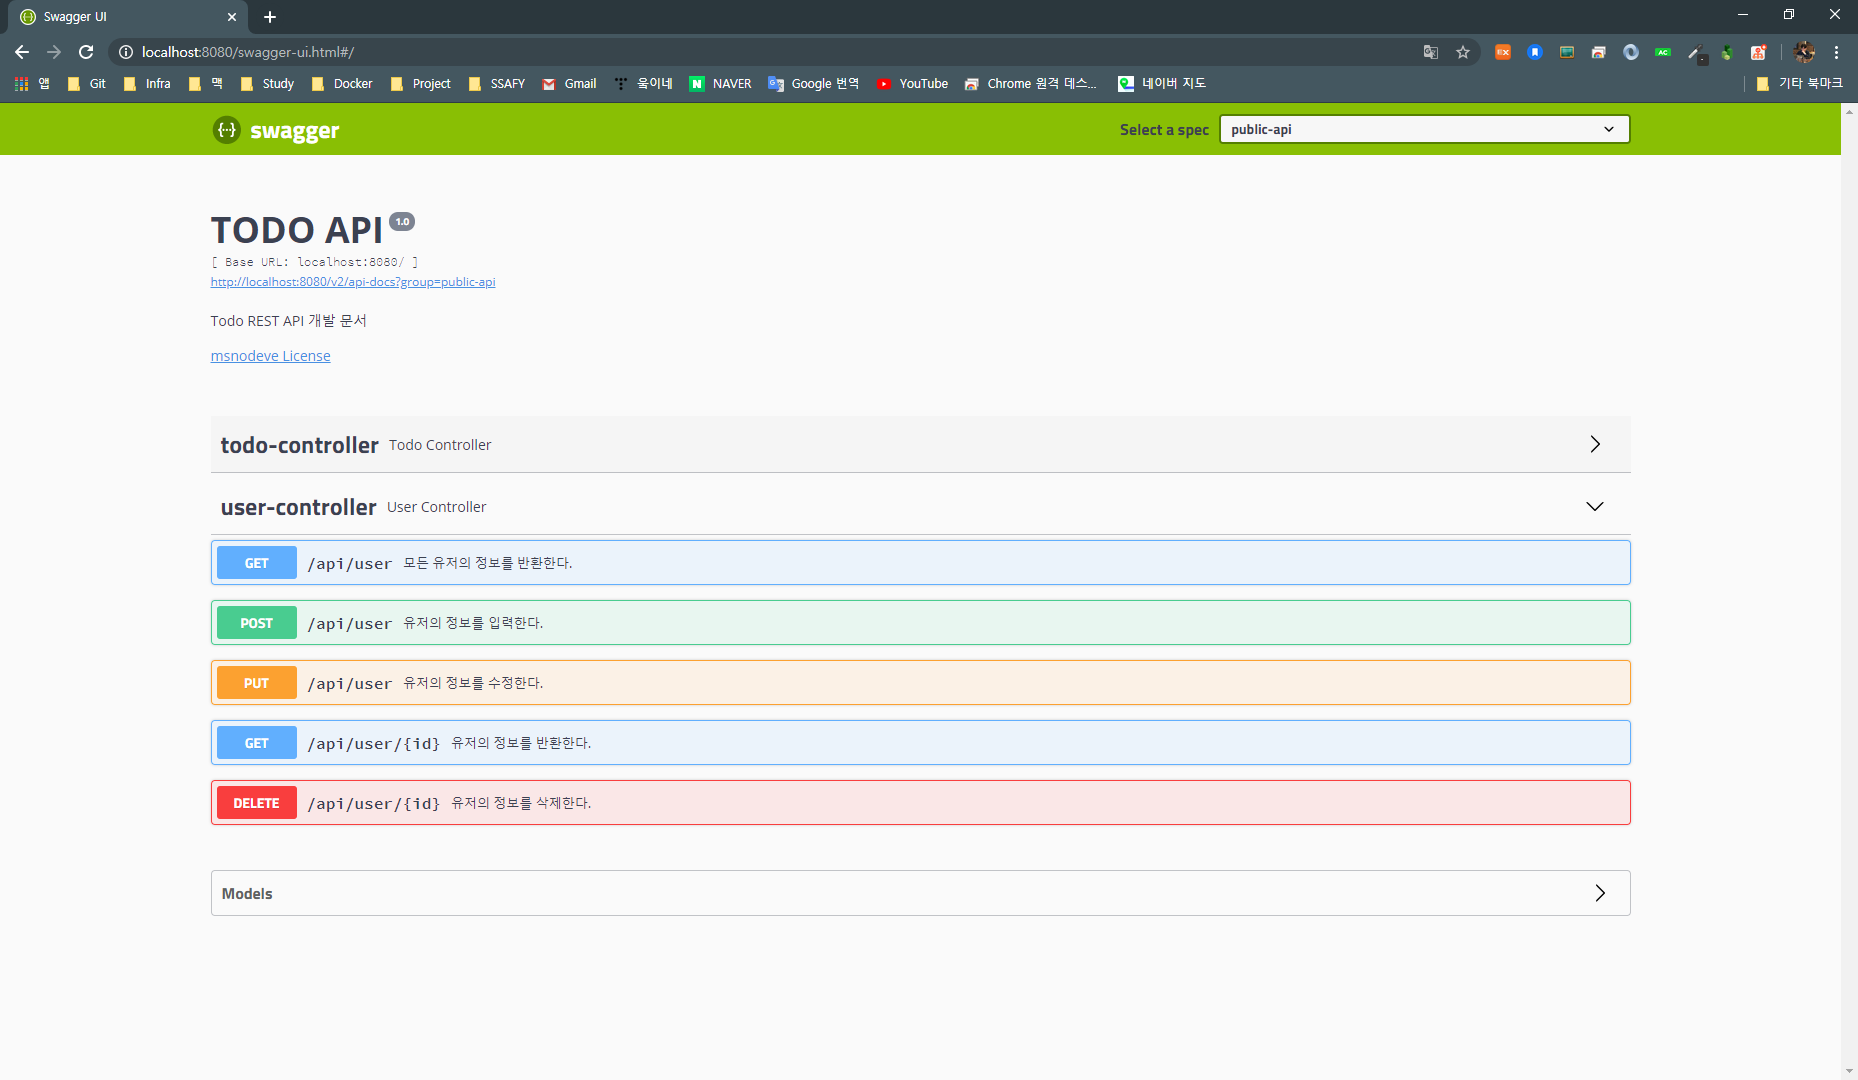 Swagger UI
localhost:8080/swagger-ui.html#/
앱 Git Infra 맥 Study Docker Project SSAFY Gmail 욱이네 NAVER Google 번역 YouTube Chrome 원격 데스... 네이버 지도 기타 북마크
swagger Select a spec public-api
TODO API 1.0
[ Base URL: localhost:8080/ ]
http://localhost:8080/v2/api-docs?group=public-api
Todo REST API 개발 문서
msnodeve License
todo-controller Todo Controller
user-controller User Controller
GET /api/user 모든 유저의 정보를 반환한다.
POST /api/user 유저의 정보를 입력한다.
PUT /api/user 유저의 정보를 수정한다.
GET /api/user/{id} 유저의 정보를 반환한다.
DELETE /api/user/{id} 유저의 정보를 삭제한다.
Models